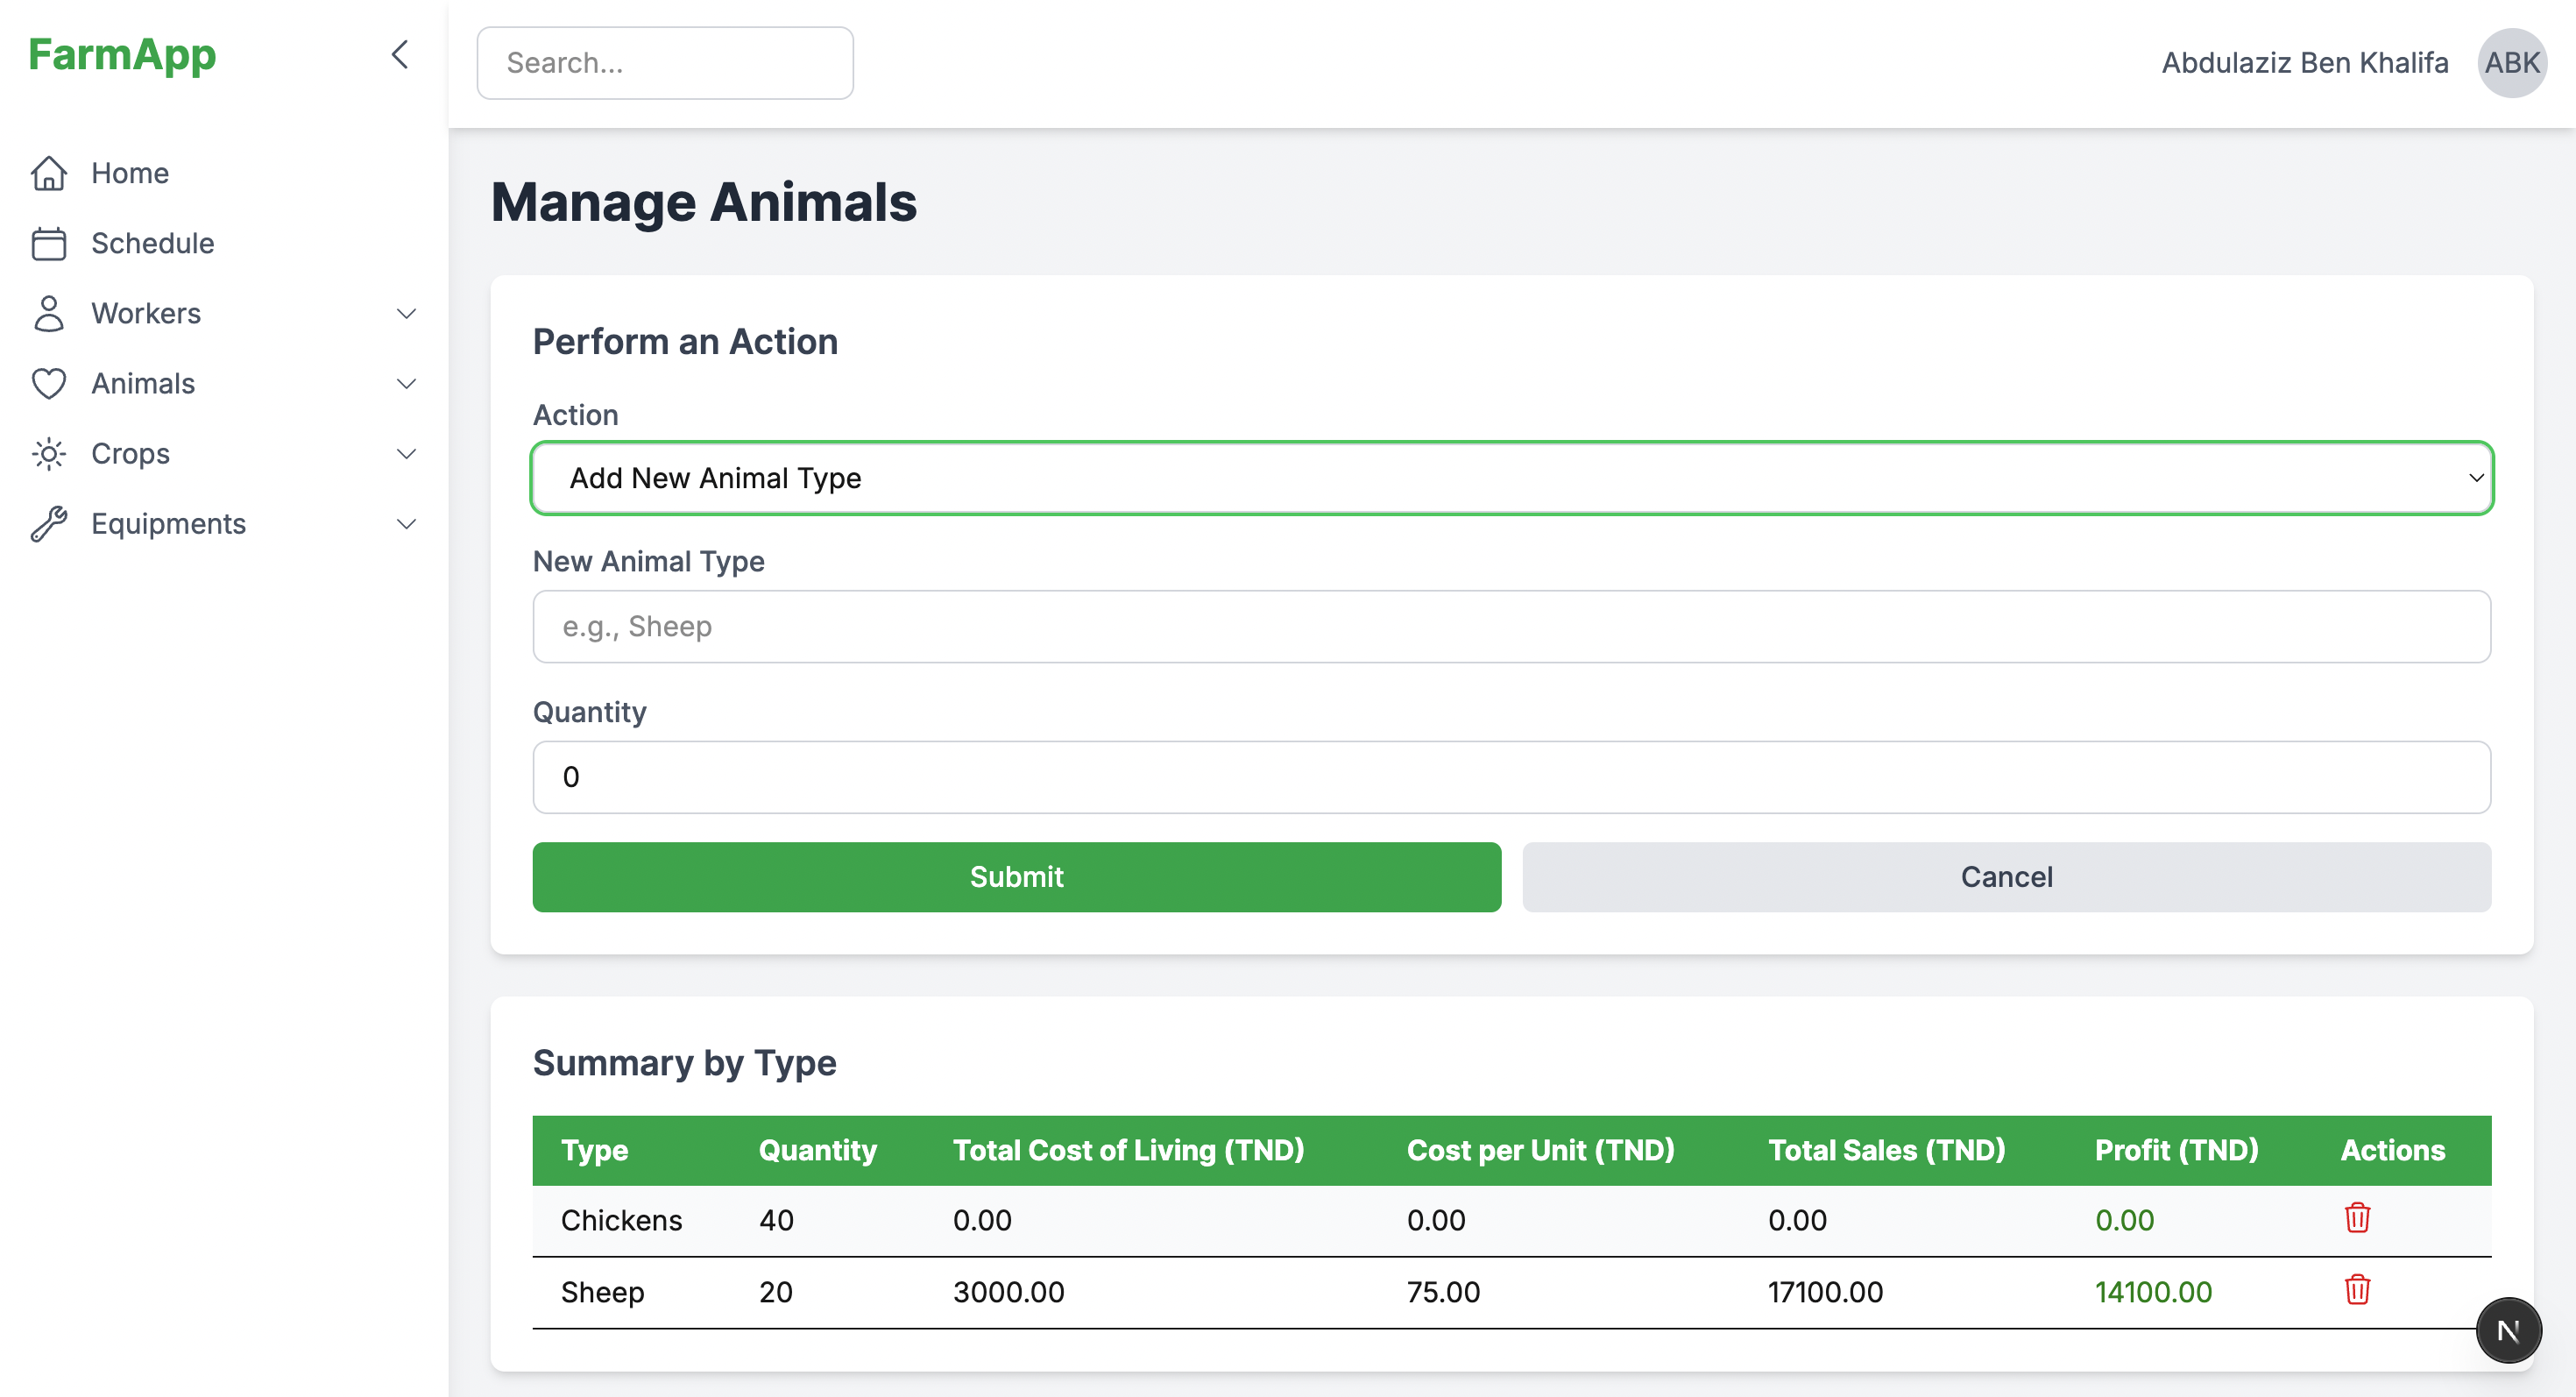 FarmApp
Search...
Abdulaziz Ben Khalifa ABK
Home
Schedule
Workers
Animals
Crops
Equipments
Manage Animals
Perform an Action
Action
Add New Animal Type
New Animal Type
e.g., Sheep
Quantity
0
Submit Cancel
Summary by Type
Type Quantity Total Cost of Living (TND) Cost per Unit (TND) Total Sales (TND) Profit (TND) Actions
Chickens 40 0.00 0.00 0.00 0.00
Sheep 20 3000.00 75.00 17100.00 14100.00
N